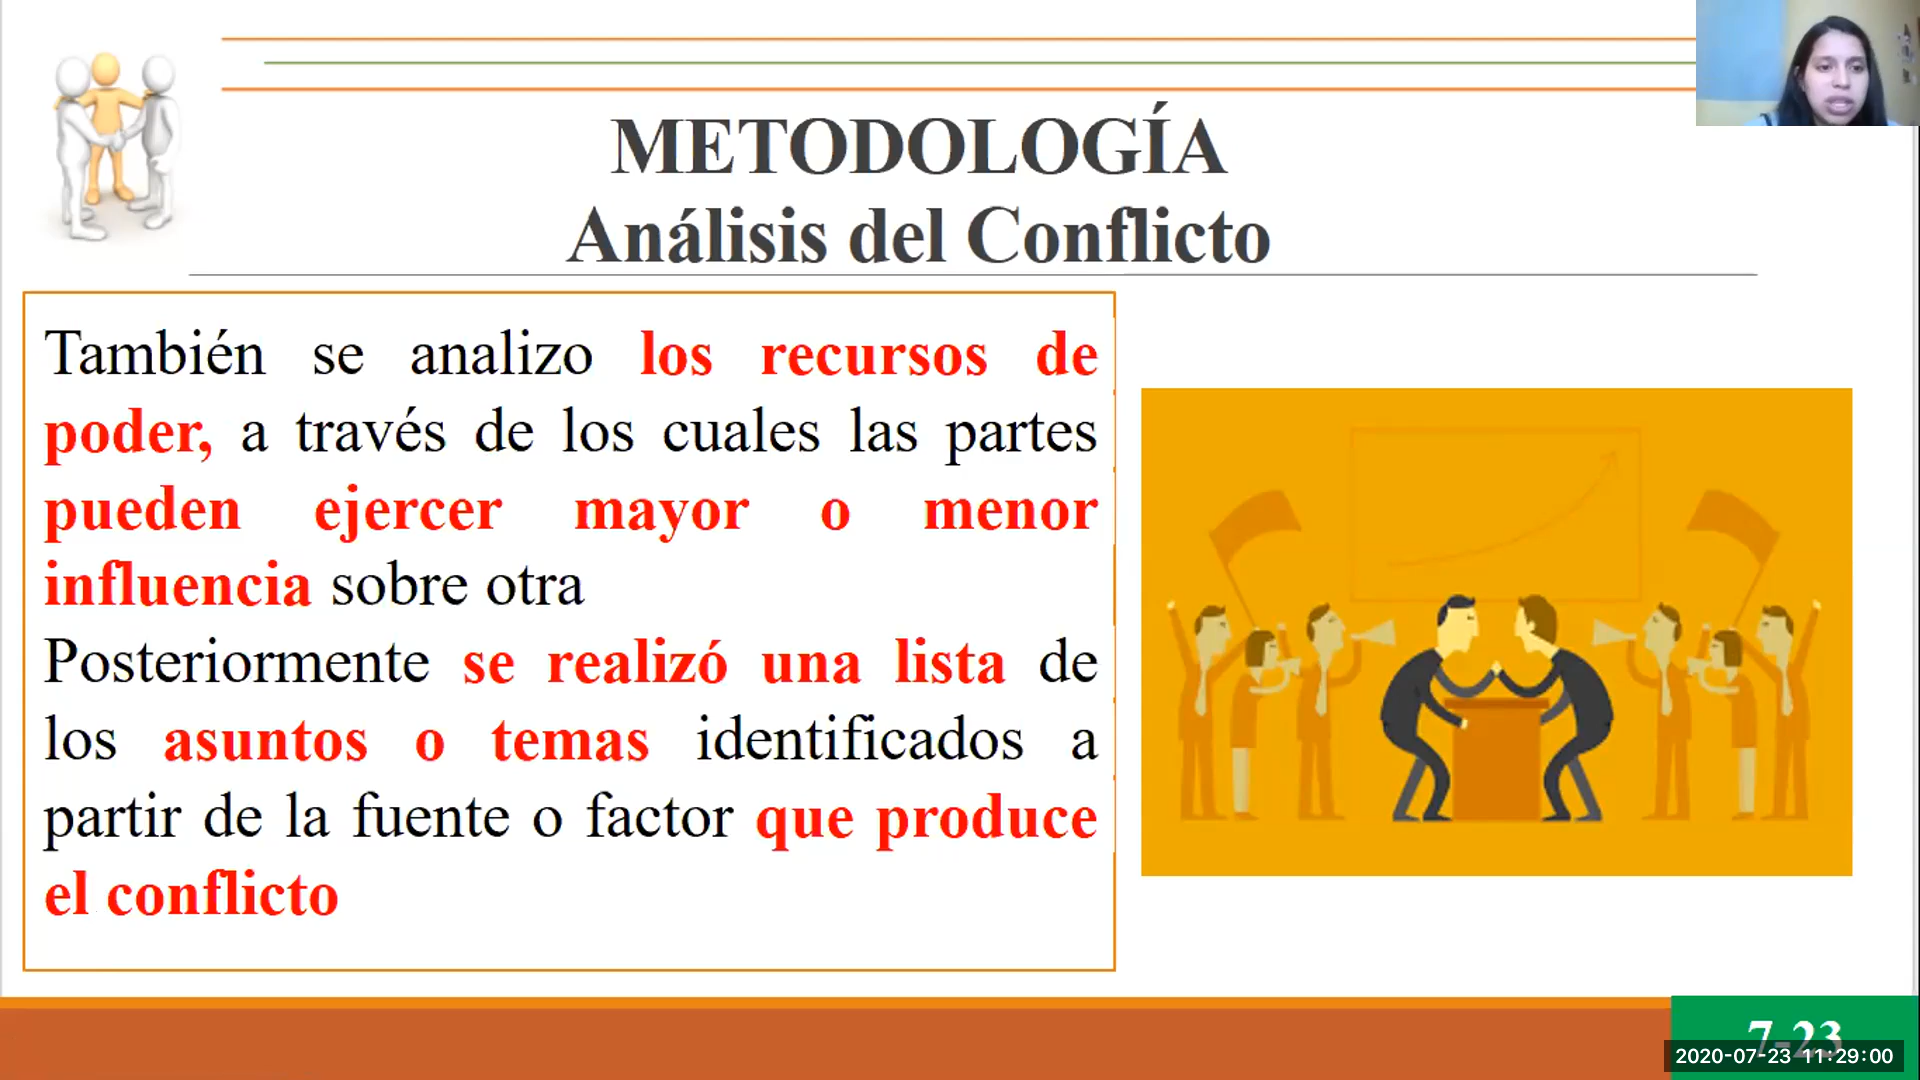 METODOLOGÍA
Análisis del Conflicto
También se analizo los recursos de
poder, a través de los cuales las partes
pueden ejercer mayor o menor
influencia sobre otra
Posteriormente se realizó una lista de
los asuntos o temas identificados a
partir de la fuente o factor que produce
el conflicto
7-23
2020-07-23 11:29:00